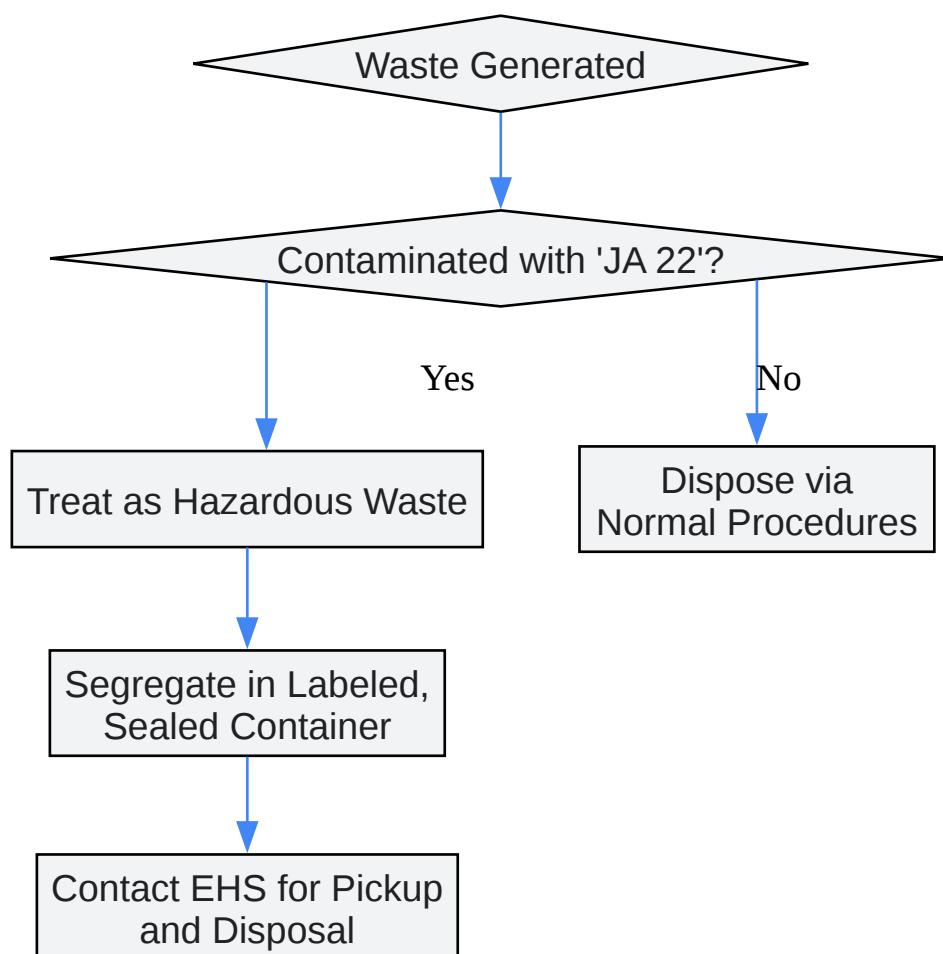 Waste Generated
Contaminated with 'JA 22'?
Yes
No
Treat as Hazardous Waste
Dispose via
Normal Procedures
Segregate in Labeled,
Sealed Container
Contact EHS for Pickup
and Disposal